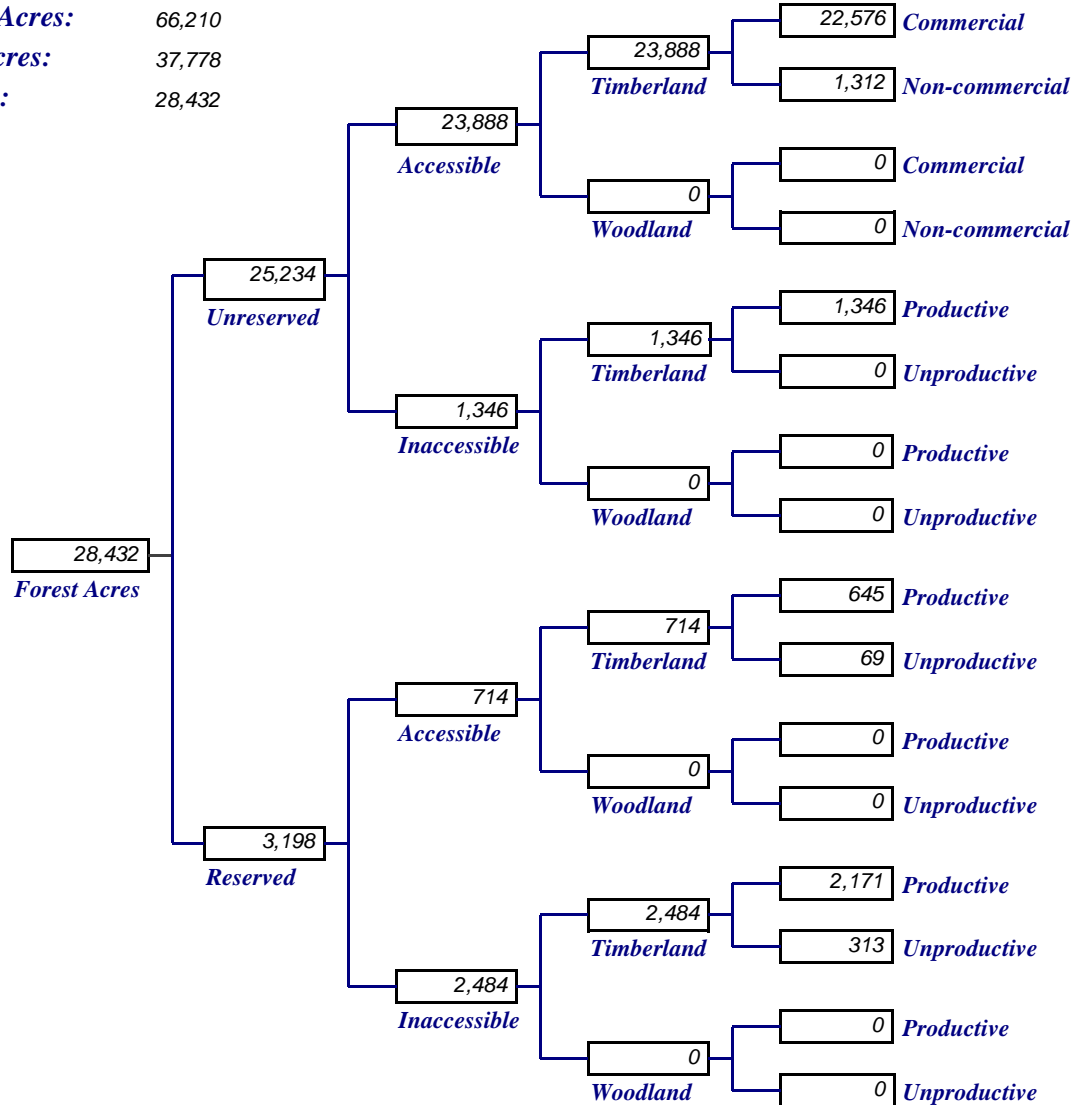 Acres: 66,210
cres: 37,778
: 28,432
22,576 Commercial
23,888
Timberland
1,312 Non-commercial
23,888
Accessible
0 Commercial
0
Woodland
0 Non-commercial
25,234
Unreserved
1,346 Productive
1,346
Timberland
0 Unproductive
1,346
Inaccessible
0 Productive
0
Woodland
0 Unproductive
28,432
Forest Acres
645 Productive
714
Timberland
69 Unproductive
714
Accessible
0 Productive
0
Woodland
0 Unproductive
3,198
Reserved
2,171 Productive
2,484
Timberland
313 Unproductive
2,484
Inaccessible
0 Productive
0
Woodland
0 Unproductive